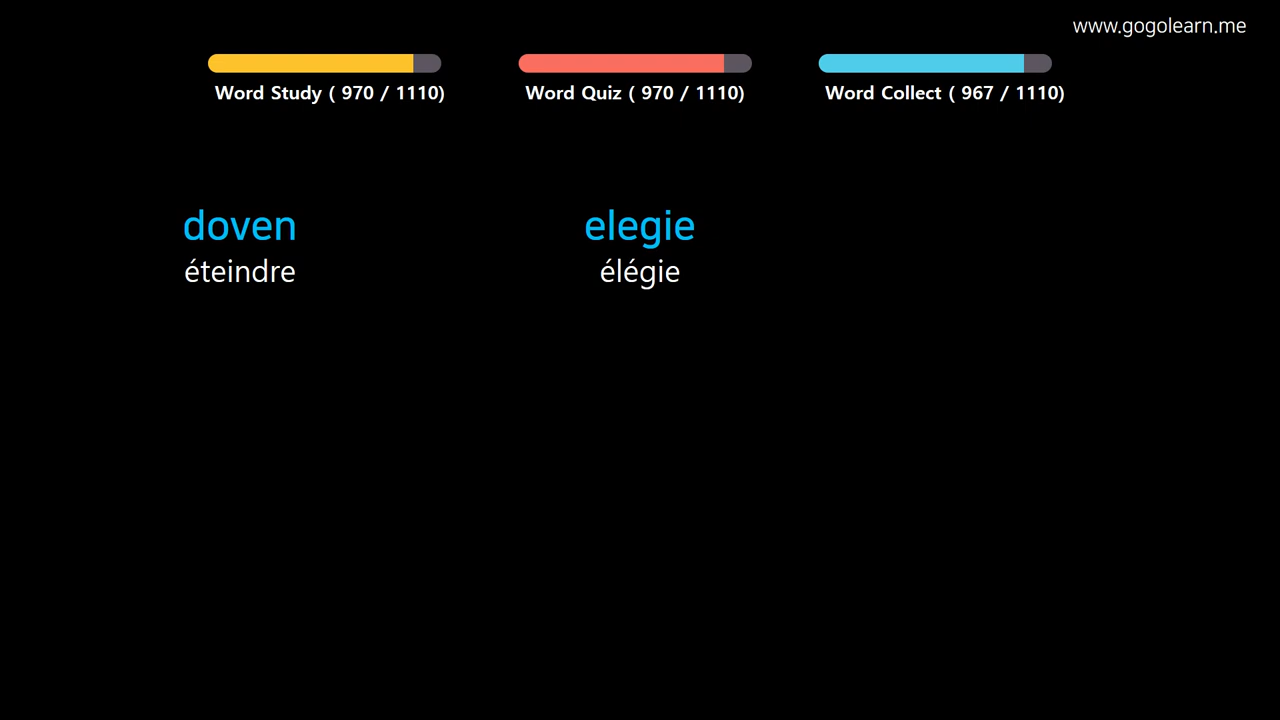 www.gogolearn.me
Word Study ( 970 / 1110)
Word Quiz ( 970 / 1110)
Word Collect ( 967 / 1110)
doven
éteindre
elegie
élégie